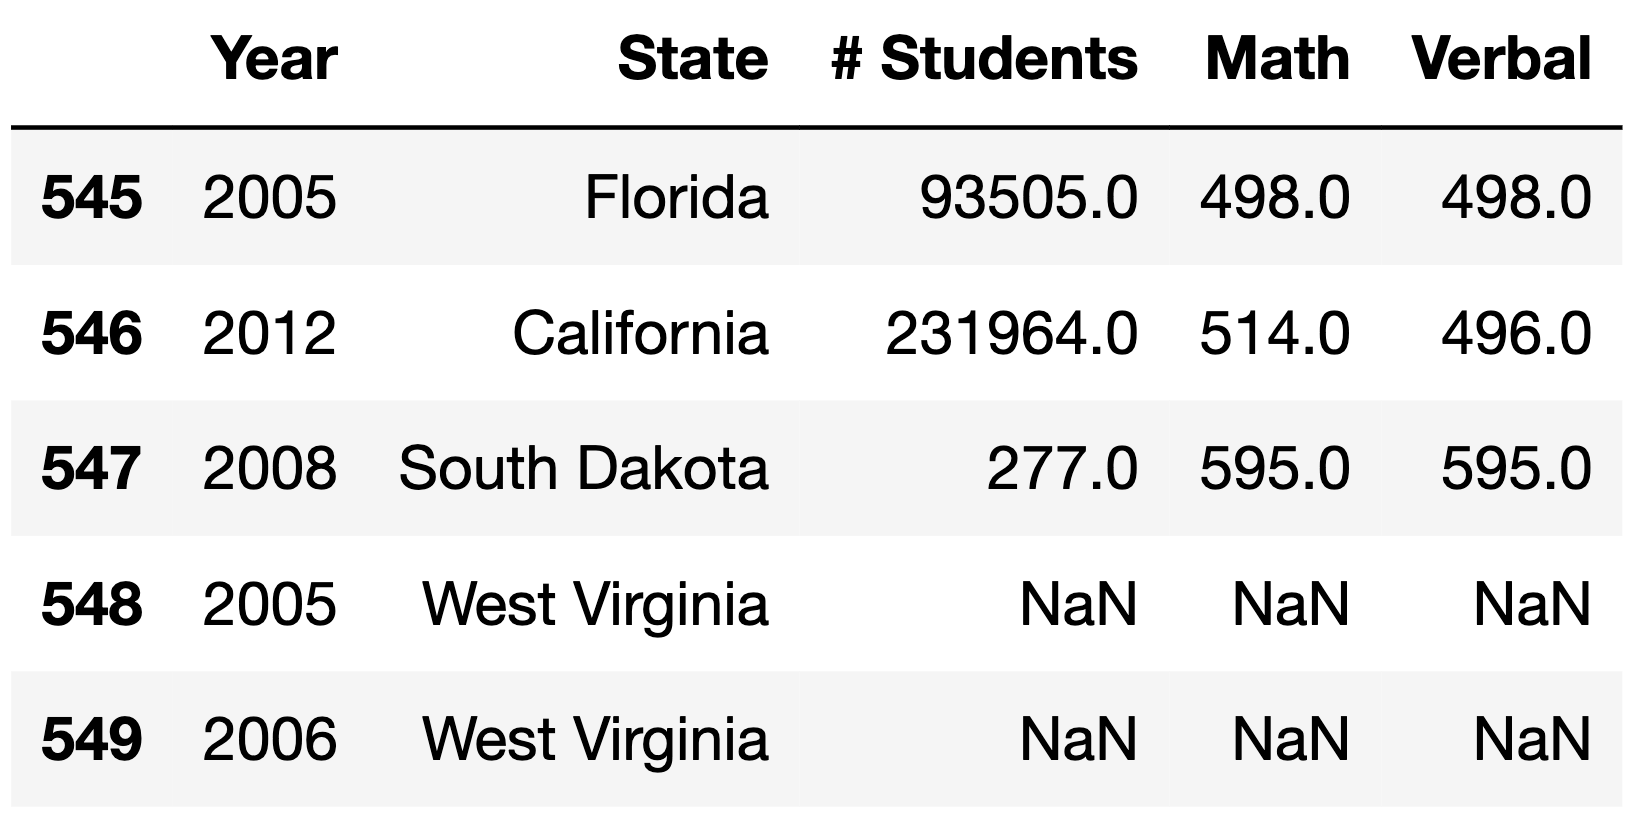 Year State # Students Math Verbal
545 2005 Florida 93505.0 498.0 498.0
546 2012 California 231964.0 514.0 496.0
547 2008 South Dakota 277.0 595.0 595.0
548 2005 West Virginia NaN NaN NaN
549 2006 West Virginia NaN NaN NaN